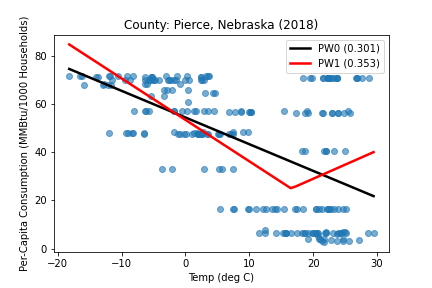 County: Pierce, Nebraska (2018)
PW0 (0.301)
PW1 (0.353)
Per-Capita Consumption (MMBtu/1000 Households)
80
60
40
20
0
−20
−10
0
10
20
30
Temp (deg C)